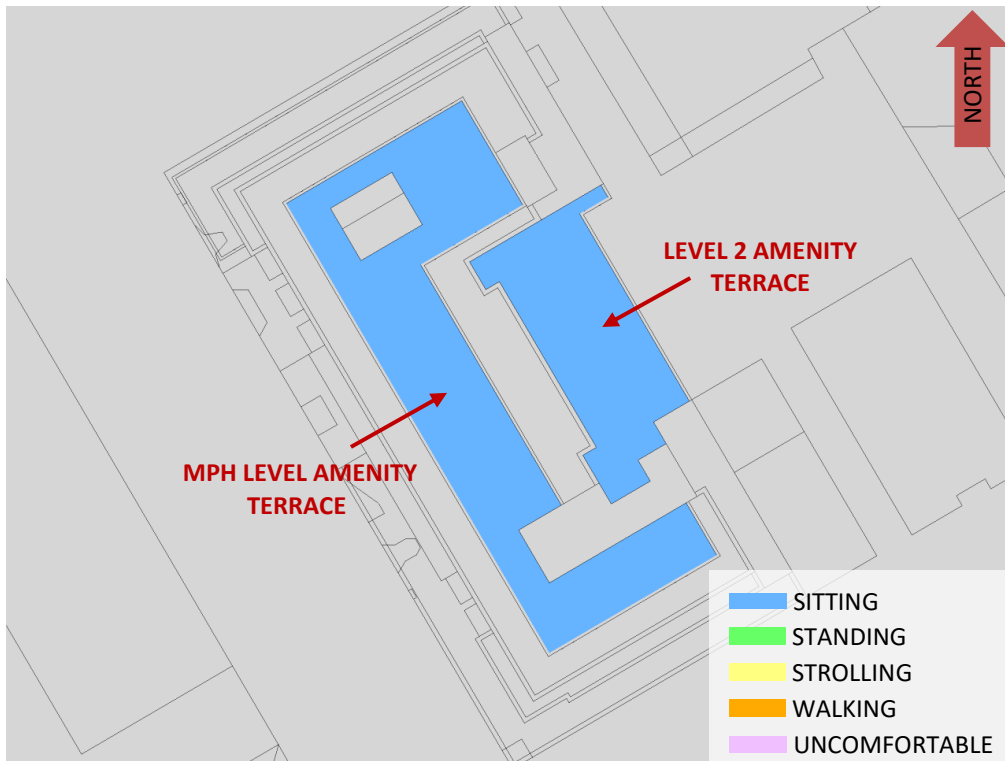 NORTH
LEVEL 2 AMENITY
TERRACE
MPH LEVEL AMENITY
TERRACE
SITTING
STANDING
STROLLING
WALKING
UNCOMFORTABLE